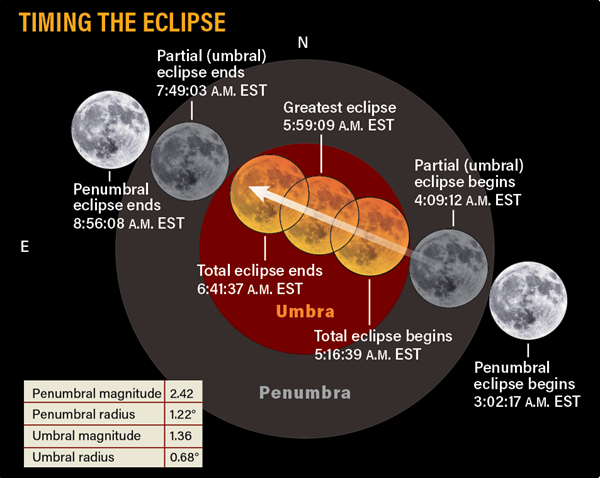 TIMING THE ECLIPSE
N
Partial (umbral)
eclipse ends
7:49:03 A.M. EST
Greatest eclipse
5:59:09 A.M. EST
Partial (umbral)
eclipse begins
4:09:12 A.M. EST
Penumbral
eclipse ends
8:56:08 A.M. EST
E
Total eclipse ends
6:41:37 A.M. EST
Umbra
Total eclipse begins
5:16:39 A.M. EST
Penumbral
eclipse begins
3:02:17 A.M. EST
Penumbra
Penumbral magnitude 2.42
Penumbral radius 1.22°
Umbral magnitude 1.36
Umbral radius 0.68°